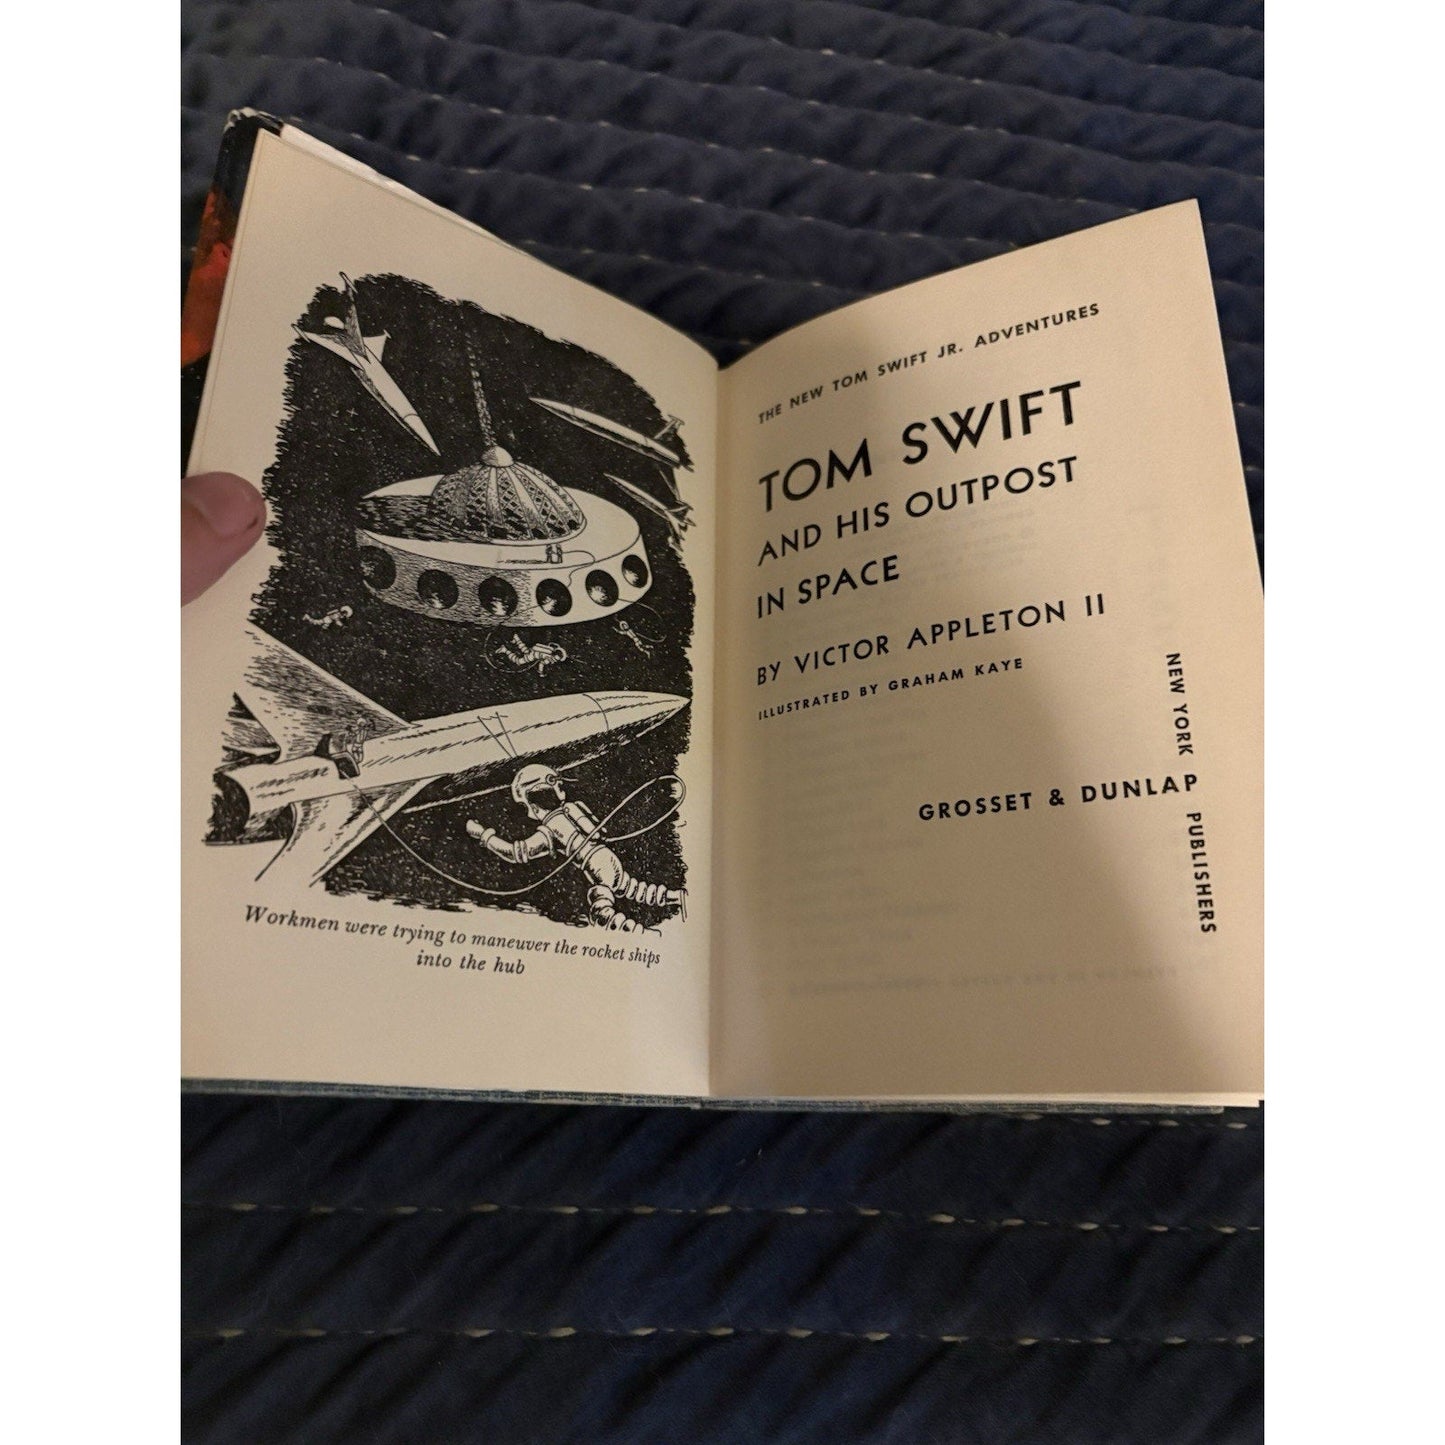 Workmen were trying to maneuver the rocket ships
into the hub
THE NEW TOM SWIFT JR. ADVENTURES
TOM SWIFT
AND HIS OUTPOST
IN SPACE
BY VICTOR APPLETON II
ILLUSTRATED BY GRAHAM KAYE
GROSSET & DUNLAP
NEW YORK PUBLISHERS